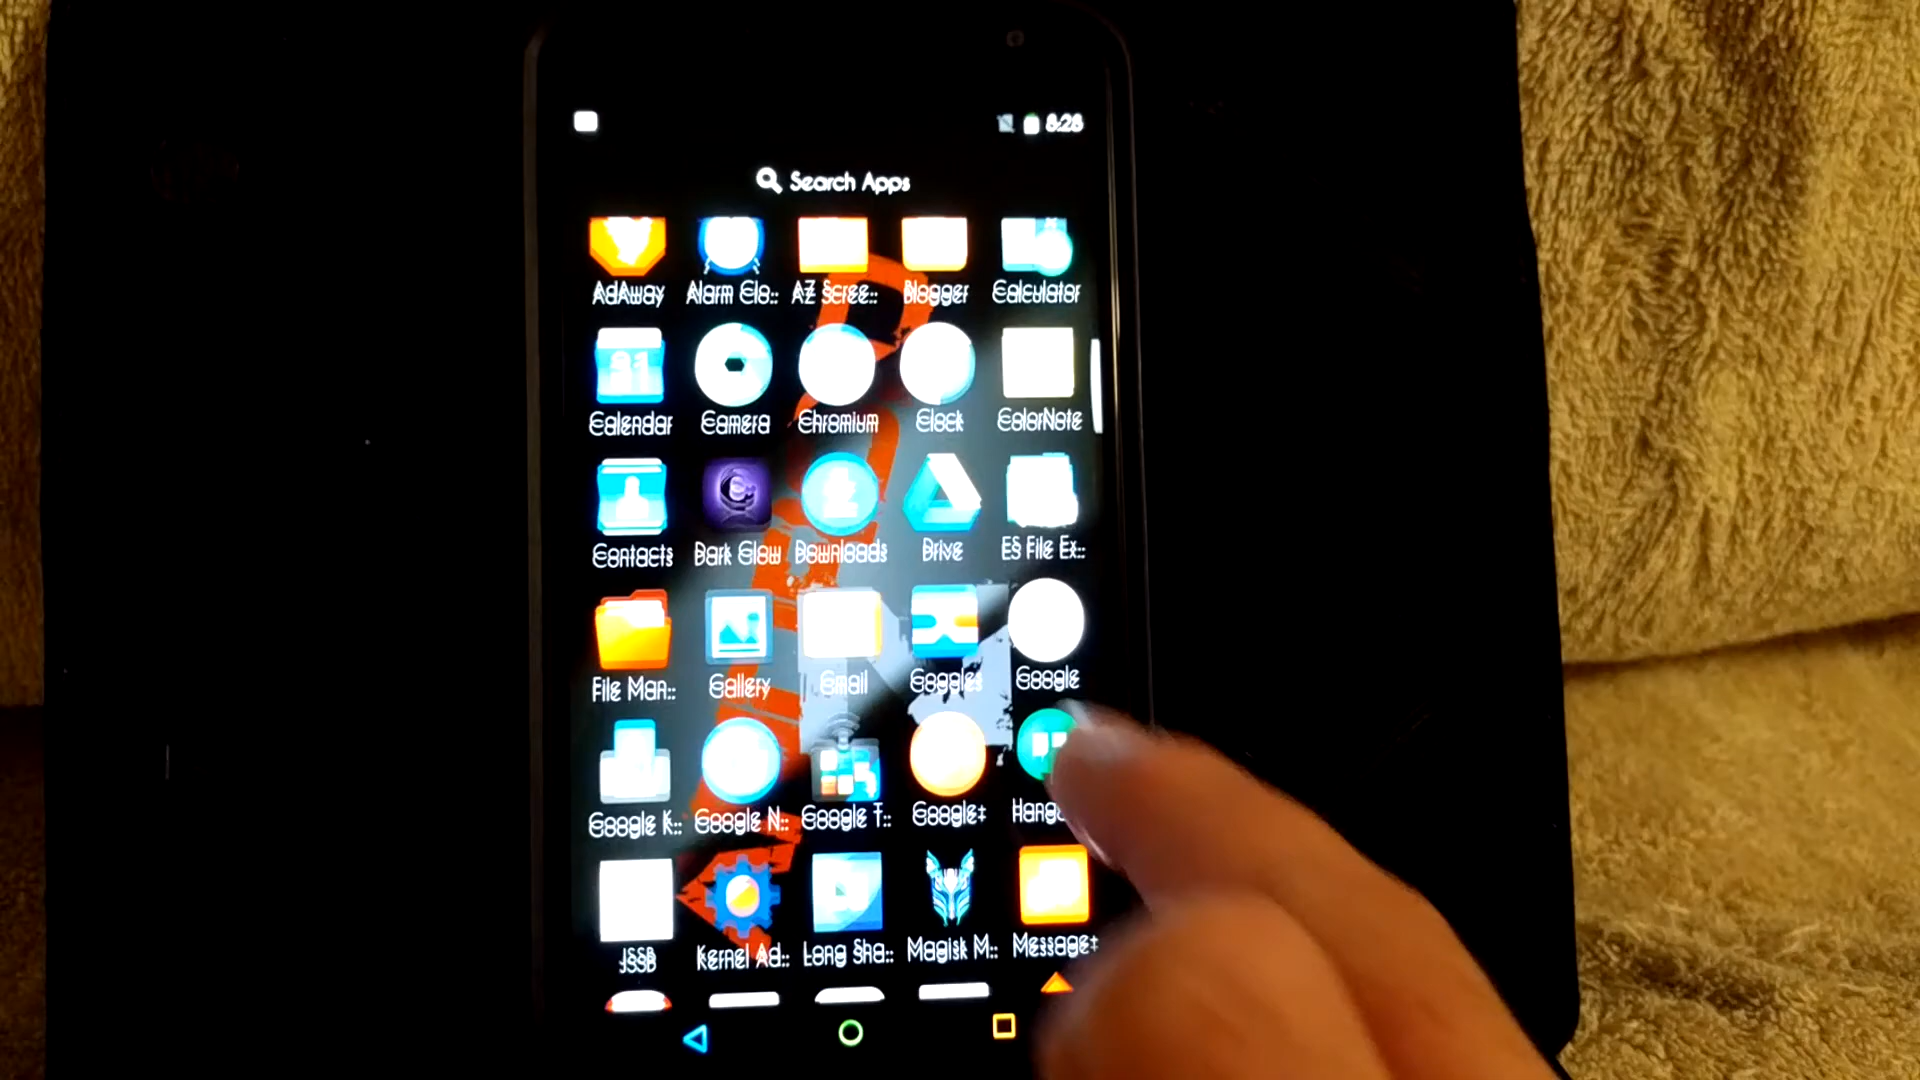 8:28
Search Apps
AdAway Alarm Clo.. AZ Scree.. Blogger Calculator
Calendar Camera Chromium Clock ColorNote
Contacts Dark Glow Downloads Drive ES File Ex..
File Man.. Gallery Gmail Goggles Google
Google K.. Google N.. Google T.. Google+ Hang
JSSB Kernel Ad.. Long Sha.. Magisk M.. Message+